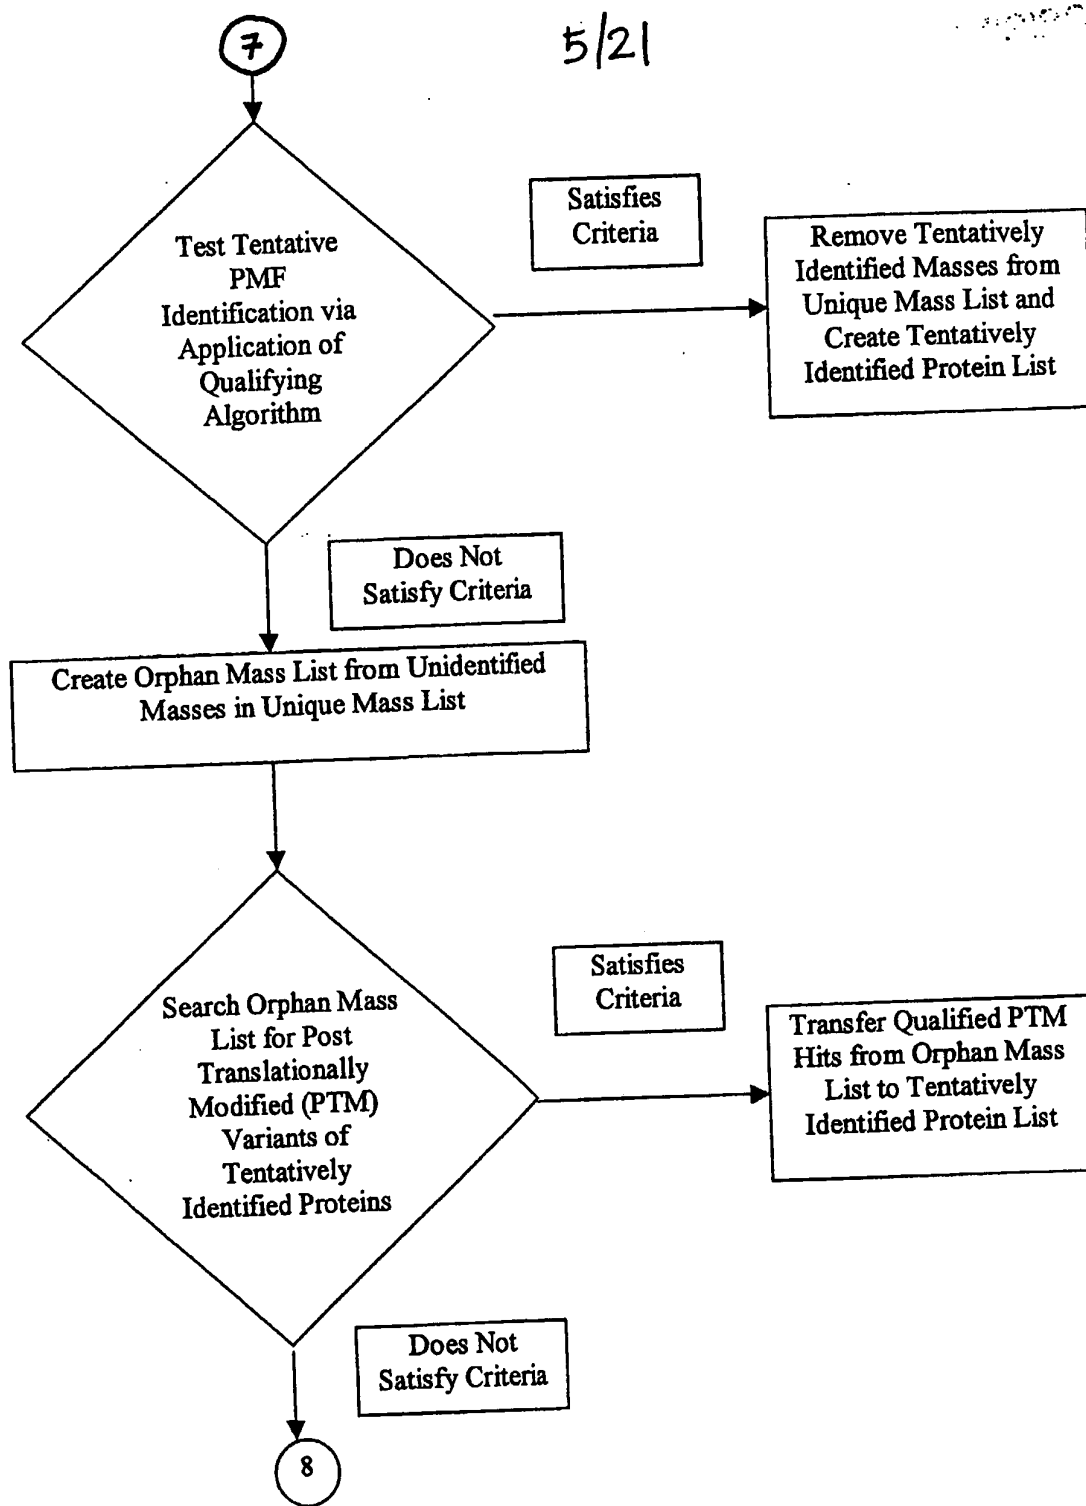 7
5/21
Test Tentative
PMF
Identification via
Application of
Qualifying
Algorithm
Satisfies
Criteria
Remove Tentatively
Identified Masses from
Unique Mass List and
Create Tentatively
Identified Protein List
Does Not
Satisfy Criteria
Create Orphan Mass List from Unidentified
Masses in Unique Mass List
Search Orphan Mass
List for Post
Translationally
Modified (PTM)
Variants of
Tentatively
Identified Proteins
Satisfies
Criteria
Transfer Qualified PTM
Hits from Orphan Mass
List to Tentatively
Identified Protein List
Does Not
Satisfy Criteria
8